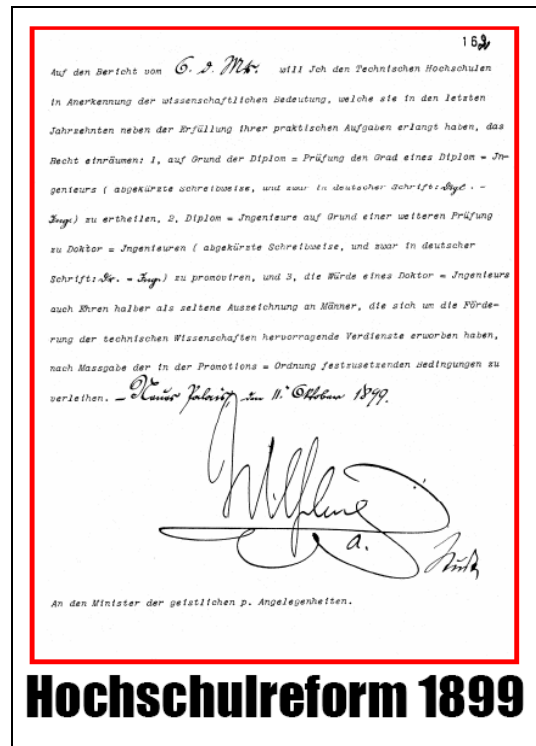 162
Auf den Bericht vom 6. d. Mts. will Jch den Technischen Hochschulen
in Anerkennung der wissenschaftlichen Bedeutung, welche sie in den letzten
Jahrzehnten neben der Erfüllung ihrer praktischen Aufgaben erlangt haben, das
Recht einräumen: 1, auf Grund der Diplom = Prüfung den Grad eines Diplom = Jn-
genieurs ( abgekürzte Schreibweise, und zwar in deutscher Schrift: Dipl. -
Ing.) zu ertheilen, 2, Diplom = Jngenieure auf Grund einer weiteren Prüfung
zu Doktor = Jngenieuren ( abgekürzte Schreibweise, und zwar in deutscher
Schrift: Dr. - Ing.) zu promoviren, und 3, die Würde eines Doktor = Jngenieurs
auch Ehren halber als seltene Auszeichnung an Männer, die sich um die Förde-
rung der technischen Wissenschaften hervorragende Verdienste erworben haben,
nach Massgabe der in der Promotions = Ordnung festzusetzenden Bedingungen zu
verleihen. – Neues Palais, den 11. Oktober 1899.
Wilhelm
Studt
An den Minister der geistlichen p. Angelegenheiten.
Hochschulreform 1899